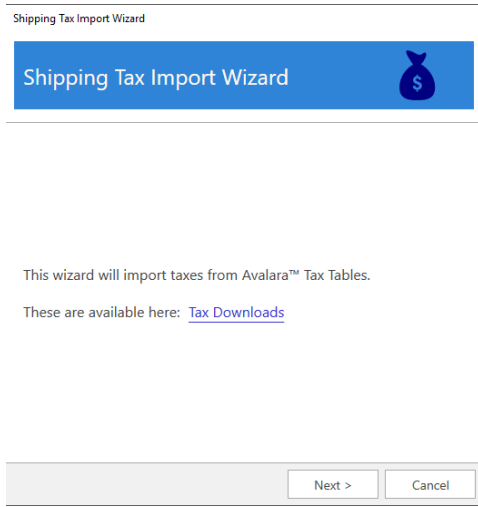 Shipping Tax Import Wizard
Shipping Tax Import Wizard
$
This wizard will import taxes from Avalara™ Tax Tables.
These are available here: Tax Downloads
Next >
Cancel